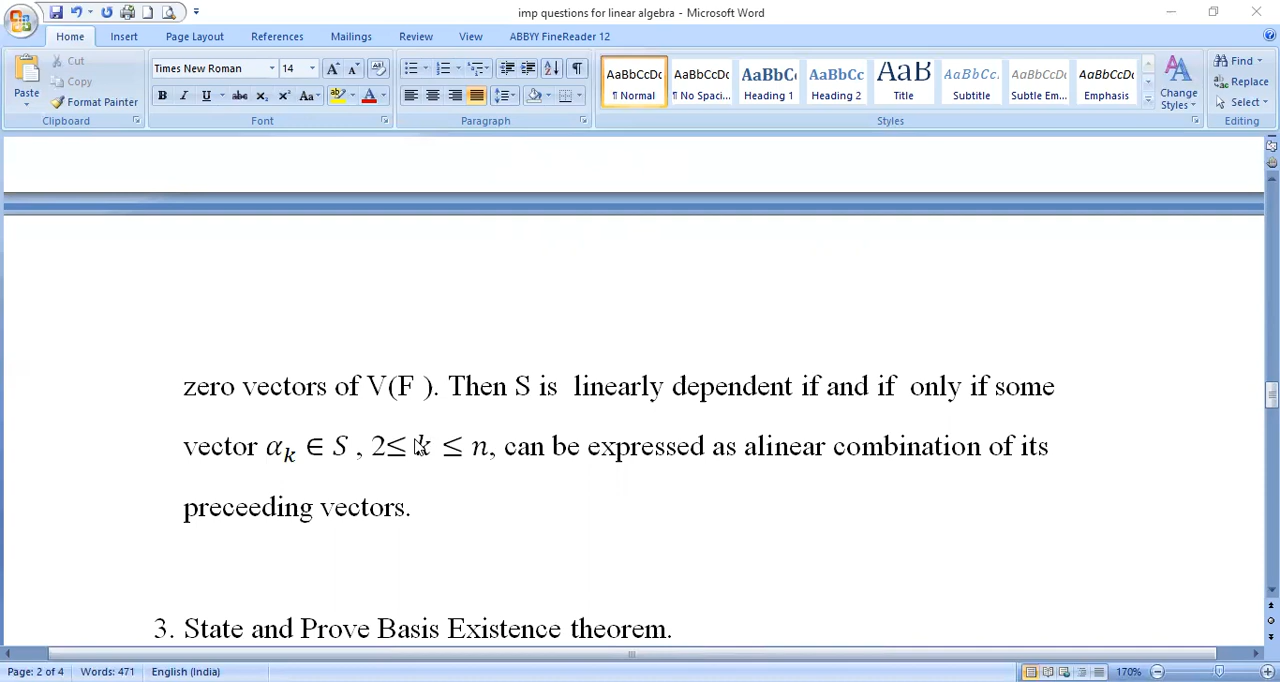 imp questions for linear algebra - Microsoft Word
Home Insert Page Layout References Mailings Review View ABBYY FineReader 12
Paste
Cut
Copy
Format Painter
Clipboard
Times New Roman 14
B I U abc x₂ x² Aa
Font
Paragraph
AaBbCcDc AaBbCcDc AaBbC AaBbCc AaB AaBbCc. AaBbCcDc AaBbCcDc
¶ Normal ¶ No Spaci... Heading 1 Heading 2 Title Subtitle Subtle Em... Emphasis
Change Styles
Styles
Find
Replace
Select
Editing
zero vectors of V(F ). Then S is linearly dependent if and if only if some
vector αₖ ∈ S , 2≤ k ≤ n, can be expressed as alinear combination of its
preceeding vectors.
3. State and Prove Basis Existence theorem.
Page: 2 of 4 Words: 471 English (India) 170%